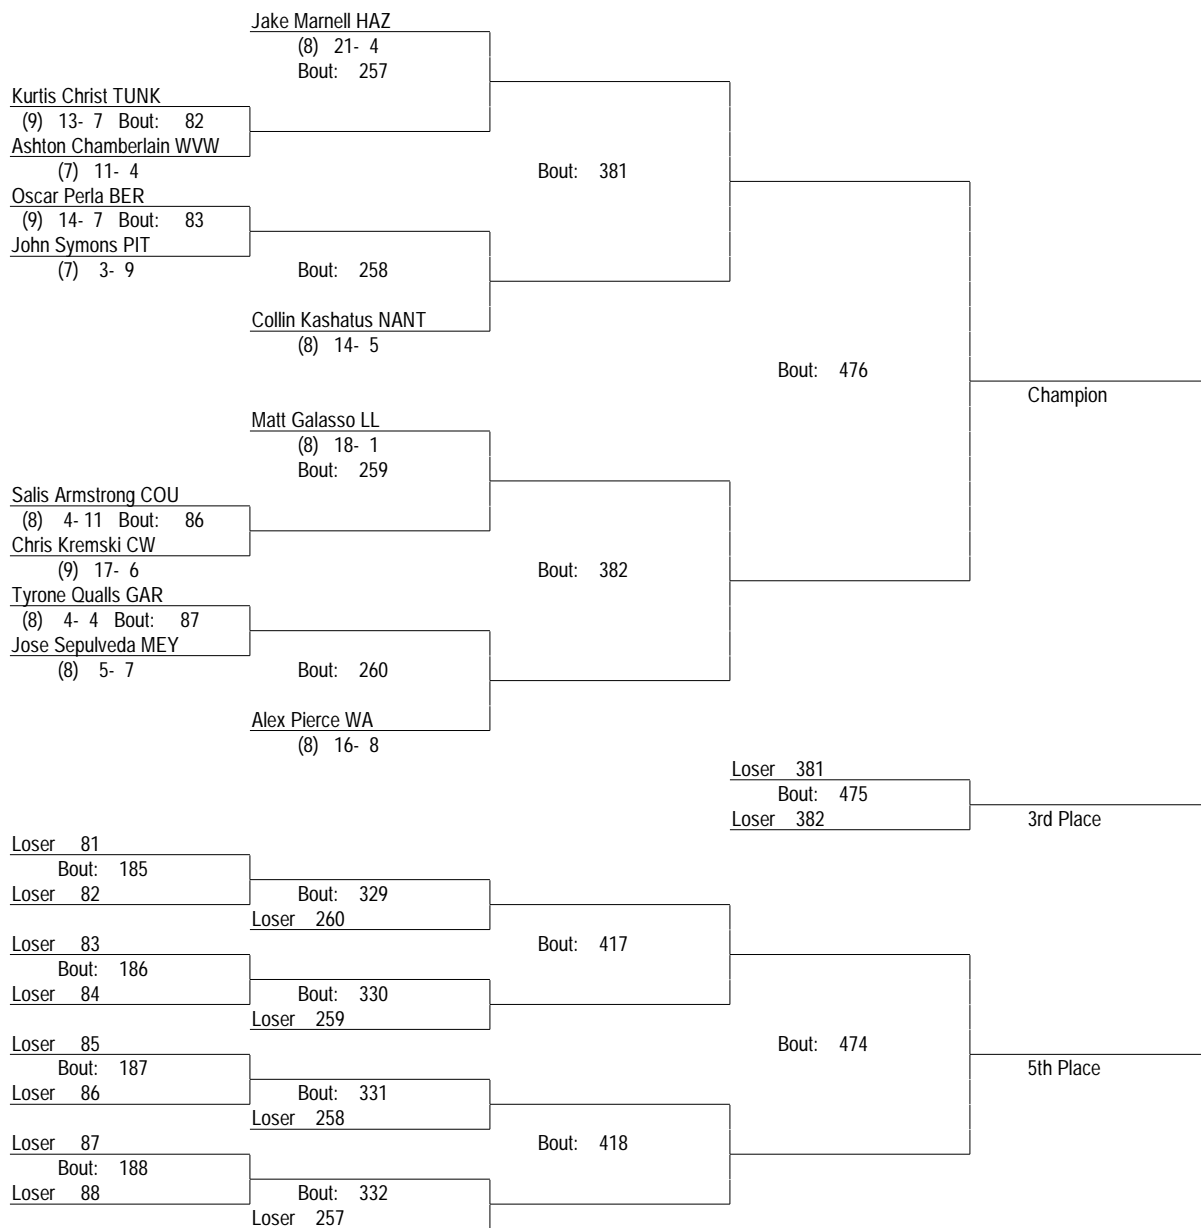 Jake Marnell HAZ
(8) 21- 4
Bout: 257
Kurtis Christ TUNK
(9) 13- 7 Bout: 82
Ashton Chamberlain WVW
(7) 11- 4
Bout: 381
Oscar Perla BER
(9) 14- 7 Bout: 83
John Symons PIT
(7) 3- 9
Bout: 258
Collin Kashatus NANT
(8) 14- 5
Bout: 476
Champion
Matt Galasso LL
(8) 18- 1
Bout: 259
Salis Armstrong COU
(8) 4- 11 Bout: 86
Chris Kremski CW
(9) 17- 6
Bout: 382
Tyrone Qualls GAR
(8) 4- 4 Bout: 87
Jose Sepulveda MEY
(8) 5- 7
Bout: 260
Alex Pierce WA
(8) 16- 8
Loser 381
Bout: 475
Loser 382
3rd Place
Loser 81
Bout: 185
Loser 82
Bout: 329
Loser 260
Bout: 417
Loser 83
Bout: 186
Loser 84
Bout: 330
Loser 259
Bout: 474
5th Place
Loser 85
Bout: 187
Loser 86
Bout: 331
Loser 258
Bout: 418
Loser 87
Bout: 188
Loser 88
Bout: 332
Loser 257